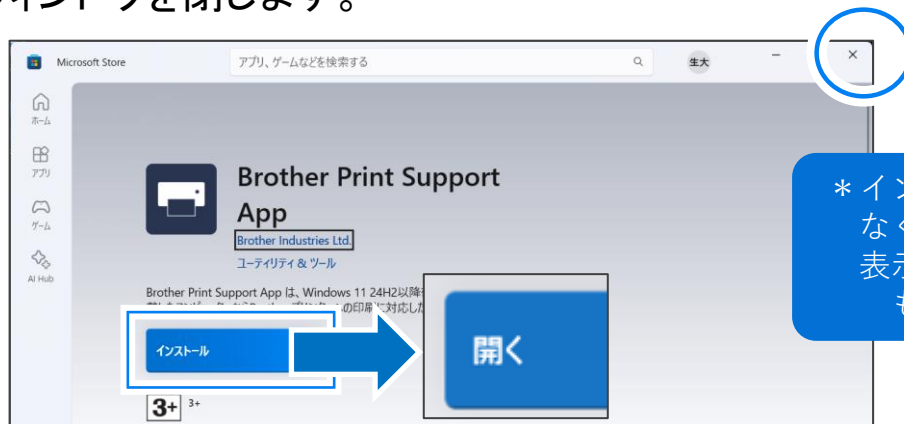 ィンドウを閉じます。
Microsoft Store
アプリ、ゲームなどを検索する
生大
ホーム
アプリ
ゲーム
AI Hub
Brother Print Support
App
Brother Industries Ltd.
ユーティリティ & ツール
Brother Print Support App は、Windows 11 24H2以降
の印刷に対応した
インストール
開く
3+ 3+
＊イン
なく
表示
も